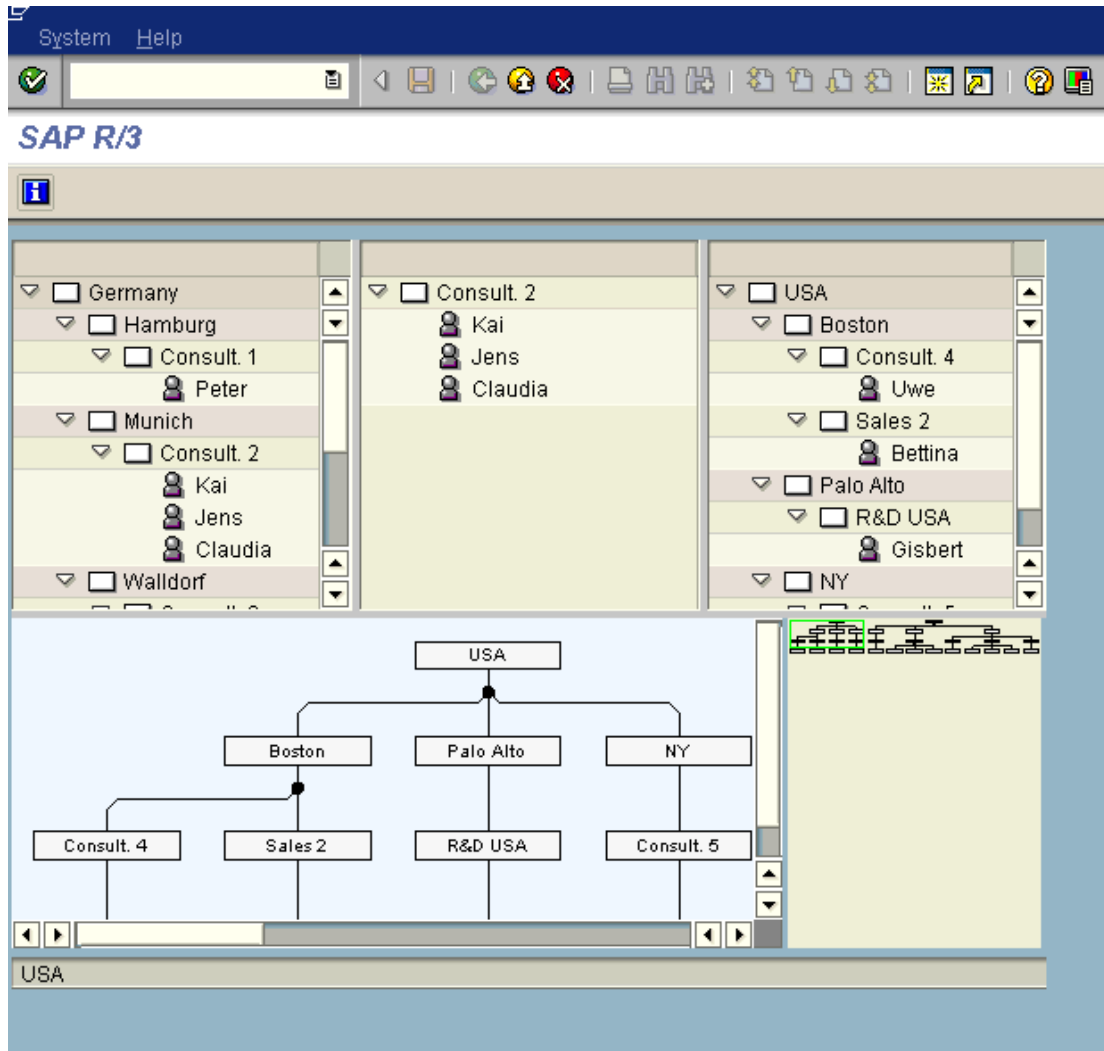 System Help
SAP R/3
Germany
Hamburg
Consult. 1
Peter
Munich
Consult. 2
Kai
Jens
Claudia
Walldorf
Consult. 2
Kai
Jens
Claudia
USA
Boston
Consult. 4
Uwe
Sales 2
Bettina
Palo Alto
R&D USA
Gisbert
NY
USA
Boston Palo Alto NY
Consult. 4 Sales 2 R&D USA Consult. 5
USA